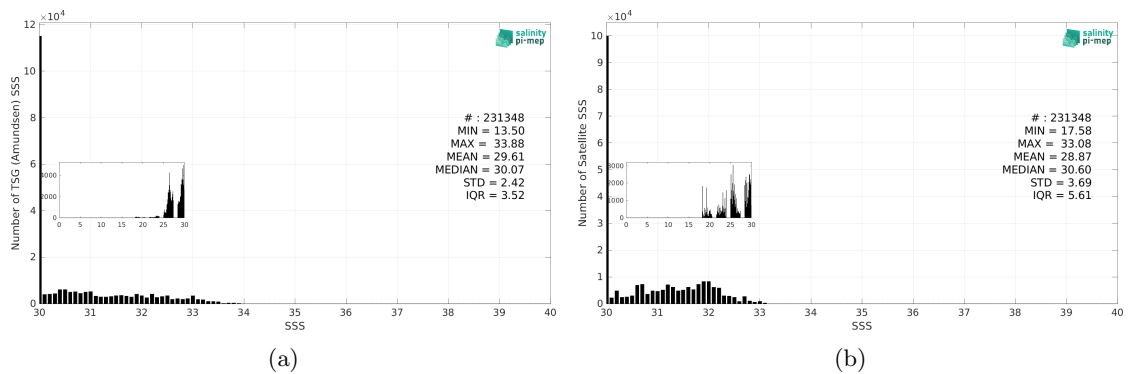 ×10⁴
12
10
8
6
4
2
0
Number of TSG (Amundsen) SSS
30 31 32 33 34 35 36 37 38 39 40
SSS
salinity
pi-mep
# : 231348
MIN = 13.50
MAX = 33.88
MEAN = 29.61
MEDIAN = 30.07
STD = 2.42
IQR = 3.52
4000
2000
0
0 5 10 15 20 25 30
(a)
×10⁴
10
9
8
7
6
5
4
3
2
1
0
Number of Satellite SSS
30 31 32 33 34 35 36 37 38 39 40
SSS
salinity
pi-mep
# : 231348
MIN = 17.58
MAX = 33.08
MEAN = 28.87
MEDIAN = 30.60
STD = 3.69
IQR = 5.61
3000
2000
1000
0
0 5 10 15 20 25 30
(b)